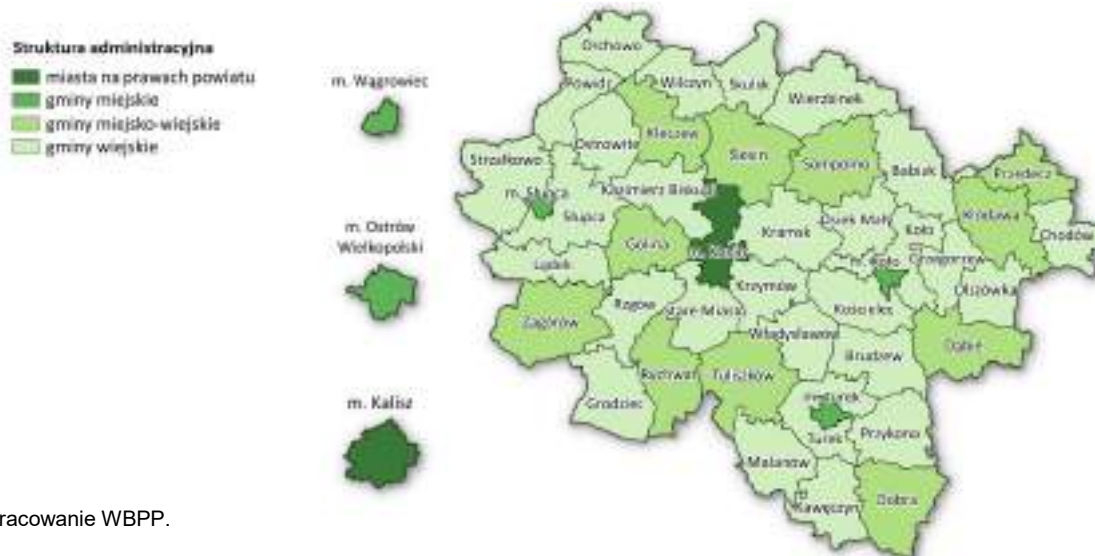 Struktura administracyjna
miasta na prawach powiatu
gminy miejskie
gminy miejsko-wiejskie
gminy wiejskie
m. Wągrowiec
m. Ostrów
Wielkopolski
m. Kalisz
Orchowo
Powidz
Wilczyn
Skulsk
Wierzbinek
Kleczew
Ostrowite
Ślesin
Sompolno
Babiak
Przedecz
Strzałkowo
m. Słupca
Kazimierz Biskupi
Słupca
Kłodawa
Chodów
Golina
Kramsk
Osiek Mały
Koło
Grzegorzew
m. Konin
m. Koło
Lądek
Krzymów
Olszówka
Rzgów
Stare Miasto
Kościelec
Zagórów
Władysławów
Brudzew
Dąbie
Rychwał
Tuliszków
Grodziec
m. Turek
Turek
Przykona
Malanów
Kawęczyn
Dobra
racowanie WBPP.